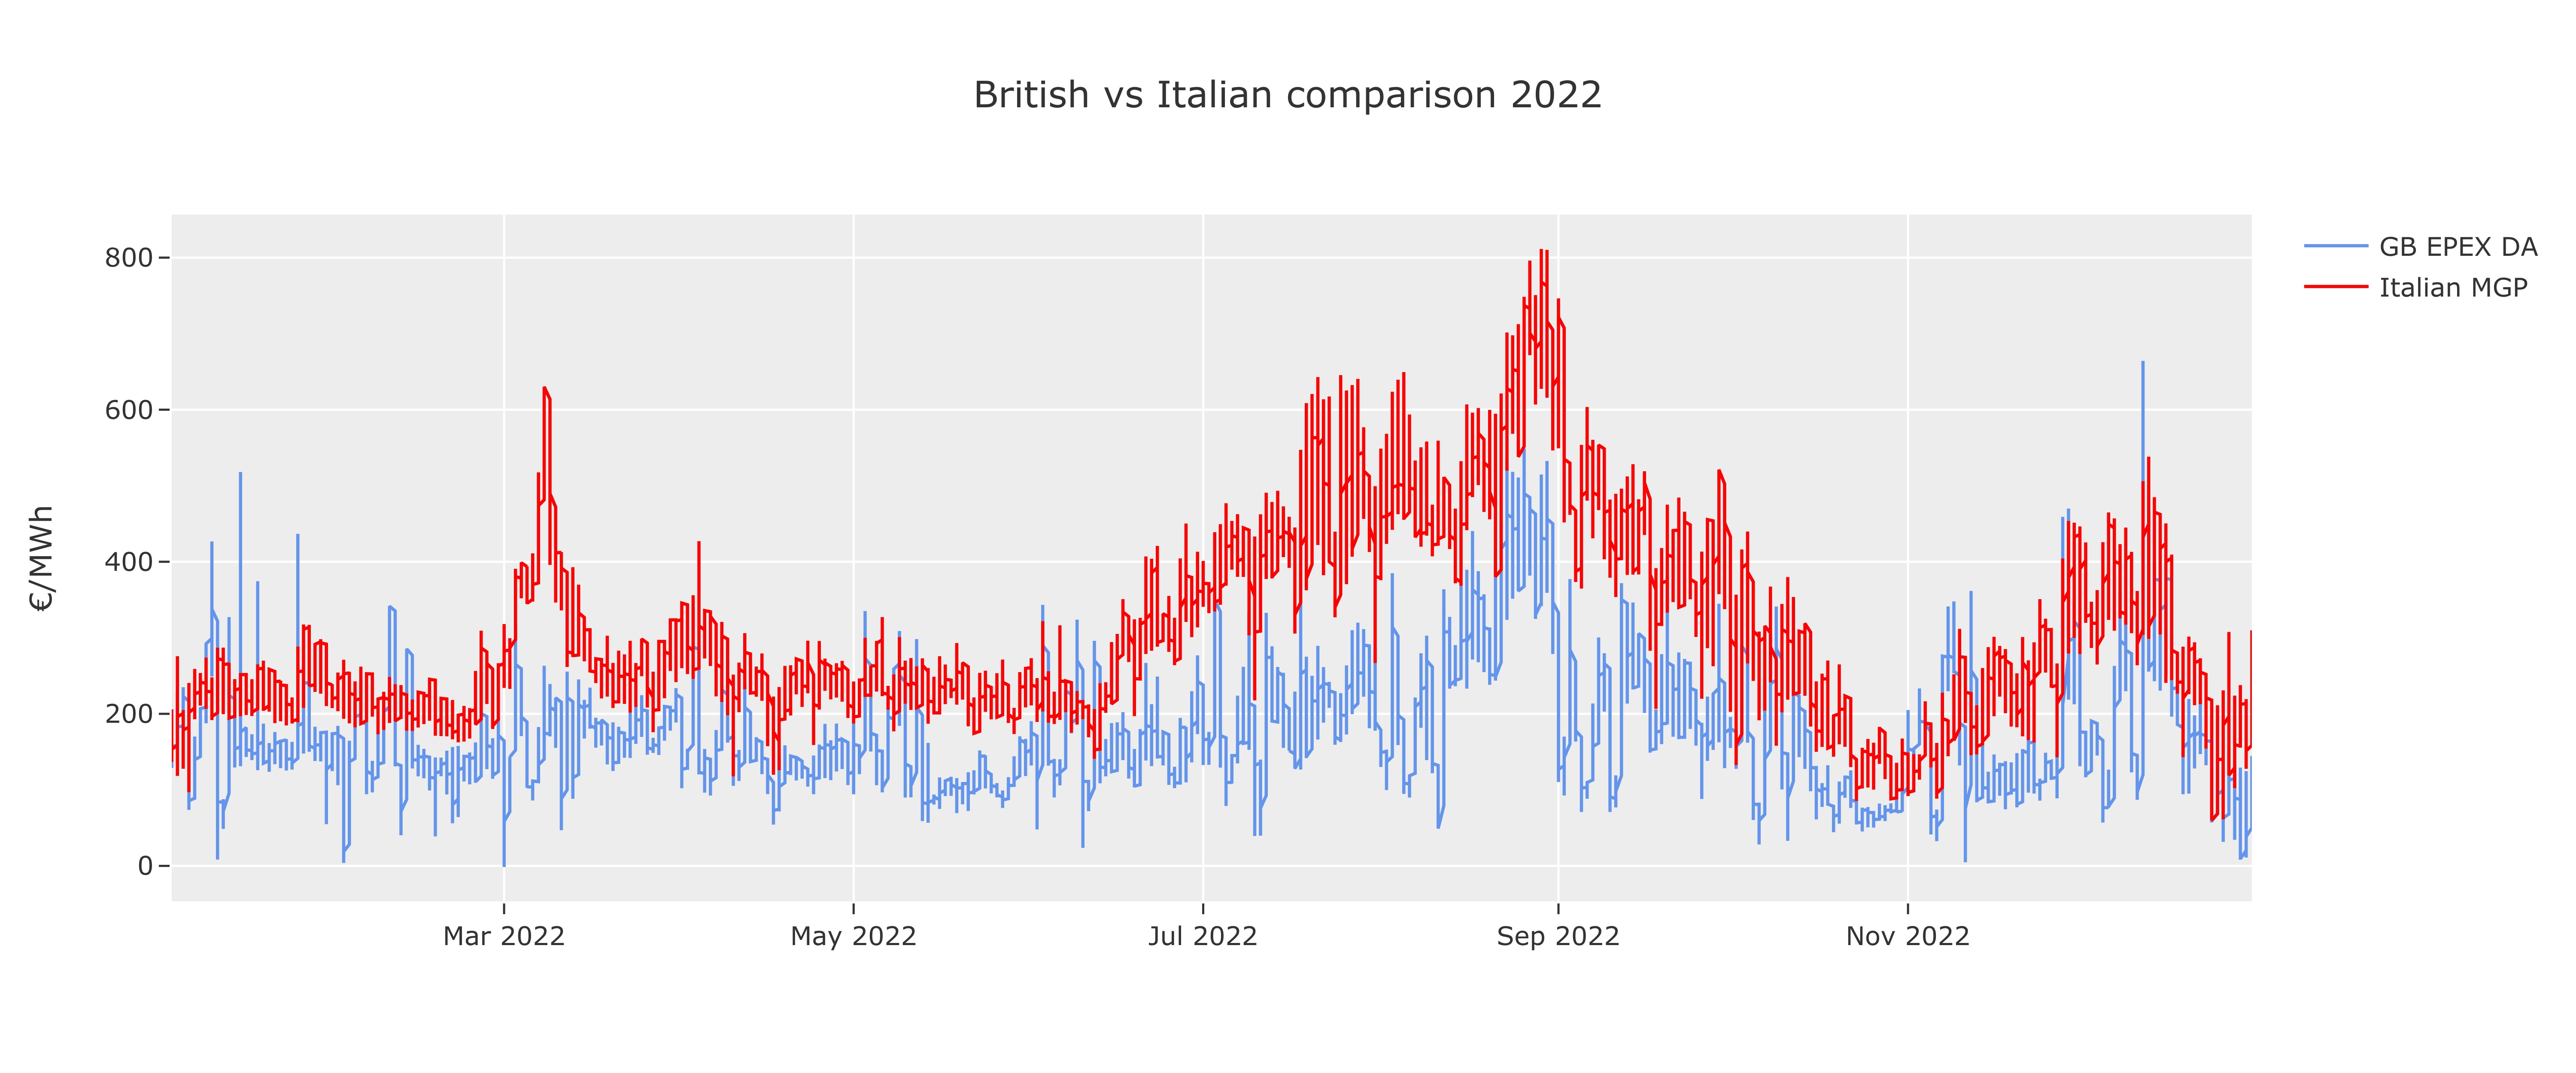 British vs Italian comparison 2022
GB EPEX DA
Italian MGP
€/MWh
800
600
400
200
0
Mar 2022
May 2022
Jul 2022
Sep 2022
Nov 2022